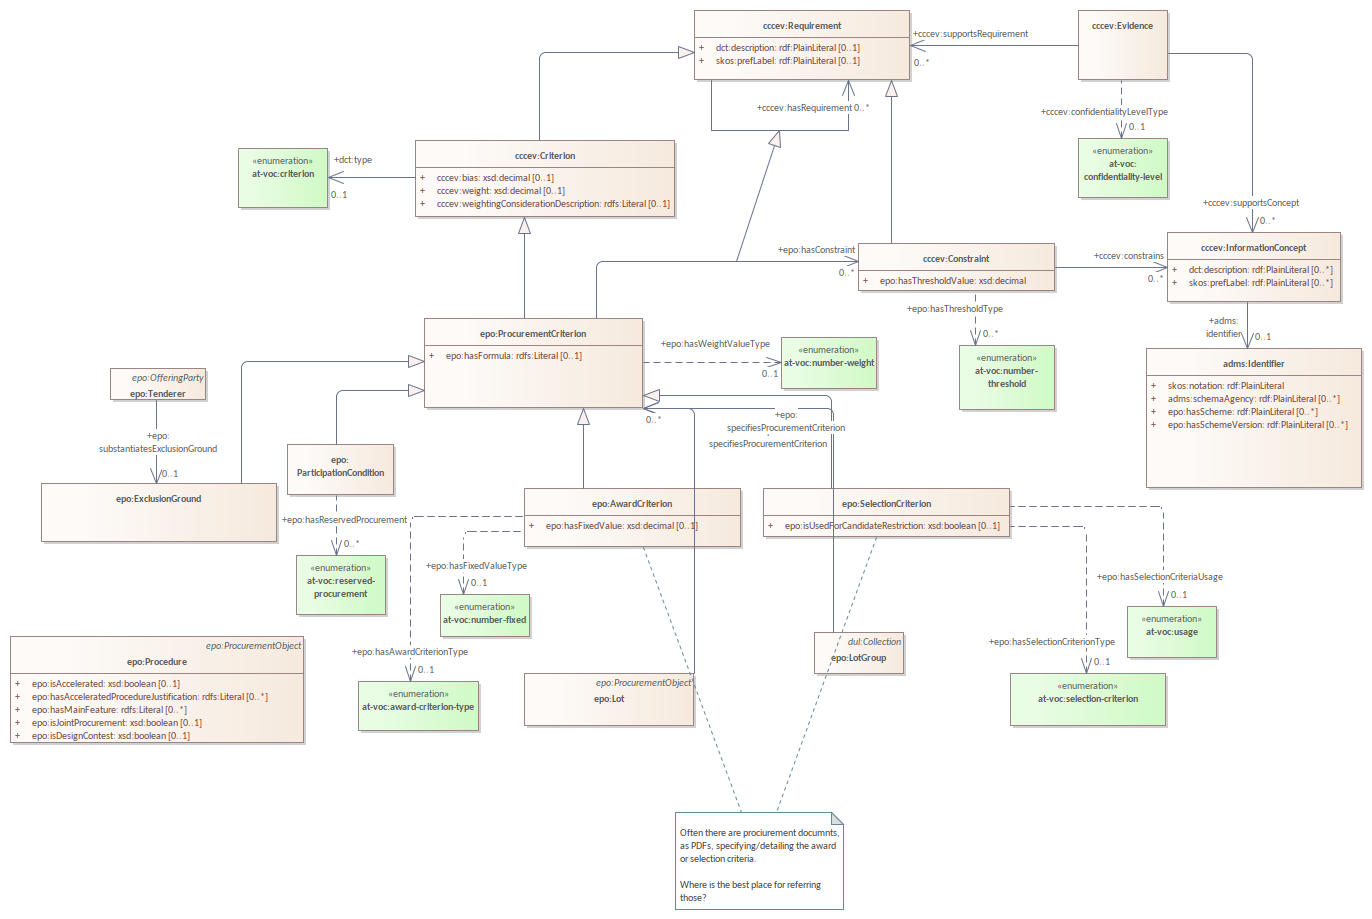 cccev:Requirement
+ dct:description: rdf:PlainLiteral [0..1]
+ skos:prefLabel: rdf:PlainLiteral [0..1]
+cccev:supportsRequirement
0..*
cccev:Evidence
+cccev:hasRequirement 0..*
+cccev:confidentialityLevelType
0..1
«enumeration»
at-voc:
confidentiality-level
«enumeration»
at-voc:criterion
+dct:type
0..1
cccev:Criterion
+ cccev:bias: xsd:decimal [0..1]
+ cccev:weight: xsd:decimal [0..1]
+ cccev:weightingConsiderationDescription: rdfs:Literal [0..1]
+cccev:supportsConcept
0..*
+epo:hasConstraint
0..*
cccev:Constraint
+ epo:hasThresholdValue: xsd:decimal
+cccev:constrains
0..*
cccev:InformationConcept
+ dct:description: rdf:PlainLiteral [0..*]
+ skos:prefLabel: rdf:PlainLiteral [0..*]
+epo:hasThresholdType
0..*
+adms:
identifier
0..1
epo:ProcurementCriterion
+ epo:hasFormula: rdfs:Literal [0..1]
+epo:hasWeightValueType
0..1
«enumeration»
at-voc:number-weight
«enumeration»
at-voc:number-
threshold
adms:Identifier
+ skos:notation: rdf:PlainLiteral
+ adms:schemaAgency: rdf:PlainLiteral [0..*]
+ epo:hasScheme: rdf:PlainLiteral [0..*]
+ epo:hasSchemeVersion: rdf:PlainLiteral [0..*]
epo:OfferingParty
epo:Tenderer
+epo:
substantiatesExclusionGround
0..1
0..*
+epo:
specifiesProcurementCriterion
specifiesProcurementCriterion
epo:
ParticipationCondition
epo:ExclusionGround
epo:AwardCriterion
+ epo:hasFixedValue: xsd:decimal [0..1]
epo:SelectionCriterion
+ epo:isUsedForCandidateRestriction: xsd:boolean [0..1]
+epo:hasReservedProcurement
0..*
«enumeration»
at-voc:reserved-
procurement
+epo:hasFixedValueType
0..1
«enumeration»
at-voc:number-fixed
+epo:hasSelectionCriteriaUsage
0..1
«enumeration»
at-voc:usage
epo:ProcurementObject
epo:Procedure
+ epo:isAccelerated: xsd:boolean [0..1]
+ epo:hasAcceleratedProcedureJustification: rdfs:Literal [0..*]
+ epo:hasMainFeature: rdfs:Literal [0..*]
+ epo:isJointProcurement: xsd:boolean [0..1]
+ epo:isDesignContest: xsd:boolean [0..1]
+epo:hasAwardCriterionType
0..1
«enumeration»
at-voc:award-criterion-type
epo:ProcurementObject
epo:Lot
dul:Collection
epo:LotGroup
+epo:hasSelectionCriterionType
0..1
«enumeration»
at-voc:selection-criterion
Often there are prociurement documnts,
as PDFs, specifying/detailing the award
or selection criteria.
Where is the best place for referring
those?